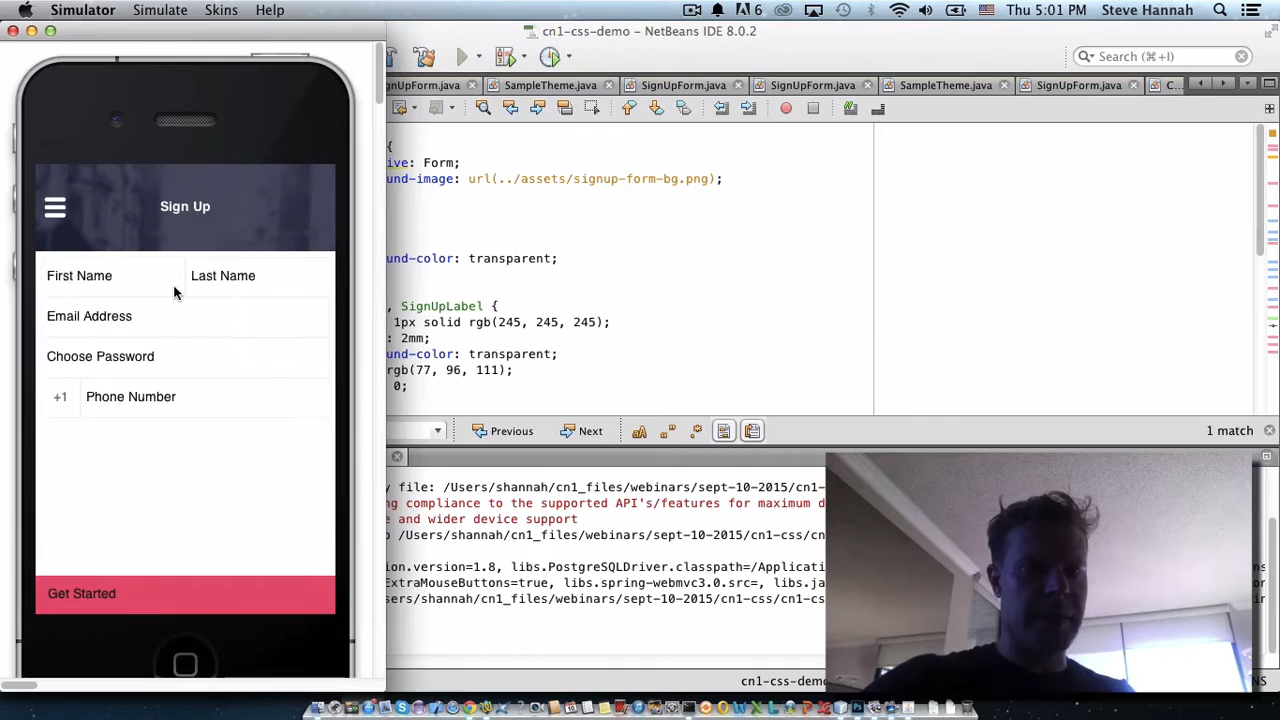 Simulator Simulate Skins Help
6
Thu 5:01 PM Steve Hannah
cn1-css-demo - NetBeans IDE 8.0.2
Search (⌘+I)
gnUpForm.java SampleTheme.java SignUpForm.java SignUpForm.java SampleTheme.java SignUpForm.java C...
{
ive: Form;
und-image: url(../assets/signup-form-bg.png);
und-color: transparent;
, SignUpLabel {
1px solid rgb(245, 245, 245);
: 2mm;
und-color: transparent;
rgb(77, 96, 111);
0;
Sign Up
First Name Last Name
Email Address
Choose Password
+1 Phone Number
Get Started
Previous Next
1 match
y file: /Users/shannah/cn1_files/webinars/sept-10-2015/cn1-
ng compliance to the supported API's/features for maximum d
e and wider device support
o /Users/shannah/cn1_files/webinars/sept-10-2015/cn1-css/cn
ion.version=1.8, libs.PostgreSQLDriver.classpath=/Applicatio
ExtraMouseButtons=true, libs.spring-webmvc3.0.src=, libs.ja
sers/shannah/cn1_files/webinars/sept-10-2015/cn1-css/cn1-
cn1-css-demo
NS